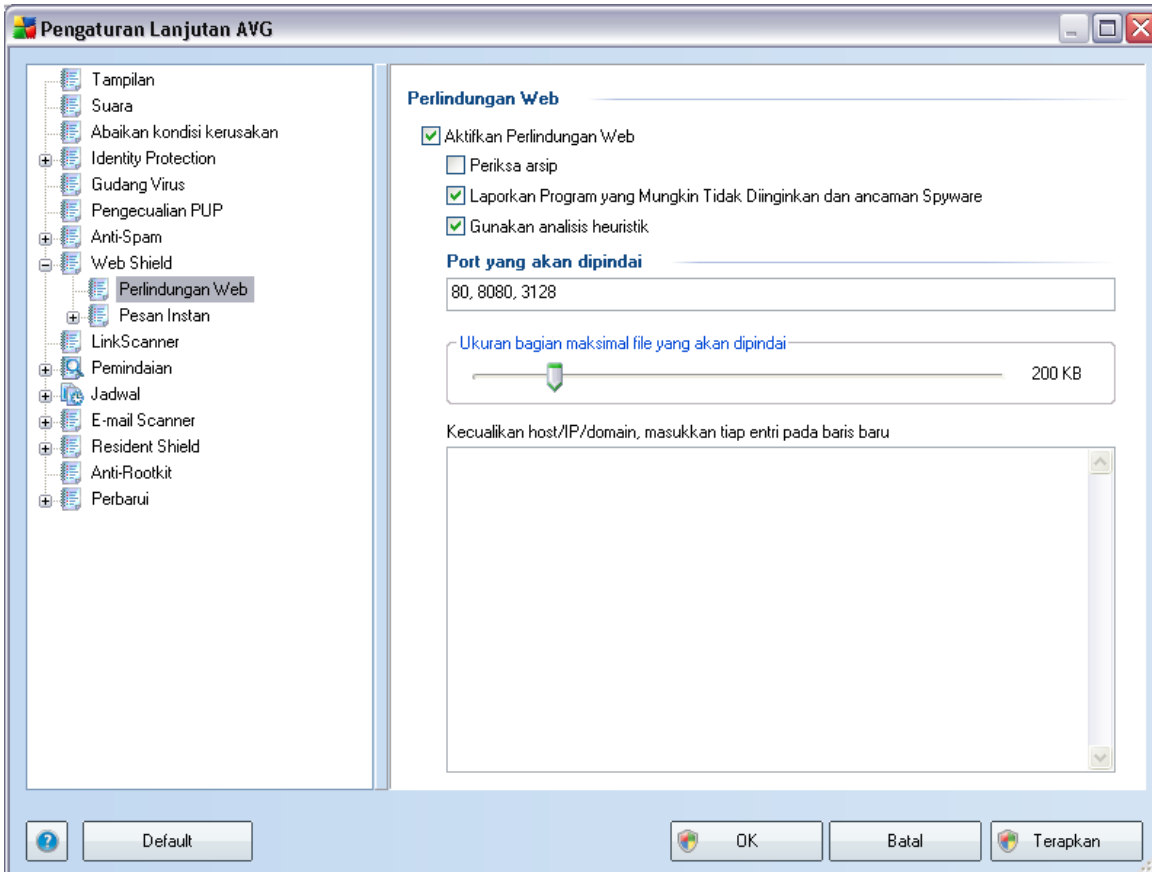 Pengaturan Lanjutan AVG
Tampilan
Suara
Abaikan kondisi kerusakan
Identity Protection
Gudang Virus
Pengecualian PUP
Anti-Spam
Web Shield
Perlindungan Web
Pesan Instan
LinkScanner
Pemindaian
Jadwal
E-mail Scanner
Resident Shield
Anti-Rootkit
Perbarui
Perlindungan Web
Aktifkan Perlindungan Web
Periksa arsip
Laporkan Program yang Mungkin Tidak Diinginkan dan ancaman Spyware
Gunakan analisis heuristik
Port yang akan dipindai
80, 8080, 3128
Ukuran bagian maksimal file yang akan dipindai
200 KB
Kecualikan host/IP/domain, masukkan tiap entri pada baris baru
?
Default
OK
Batal
Terapkan